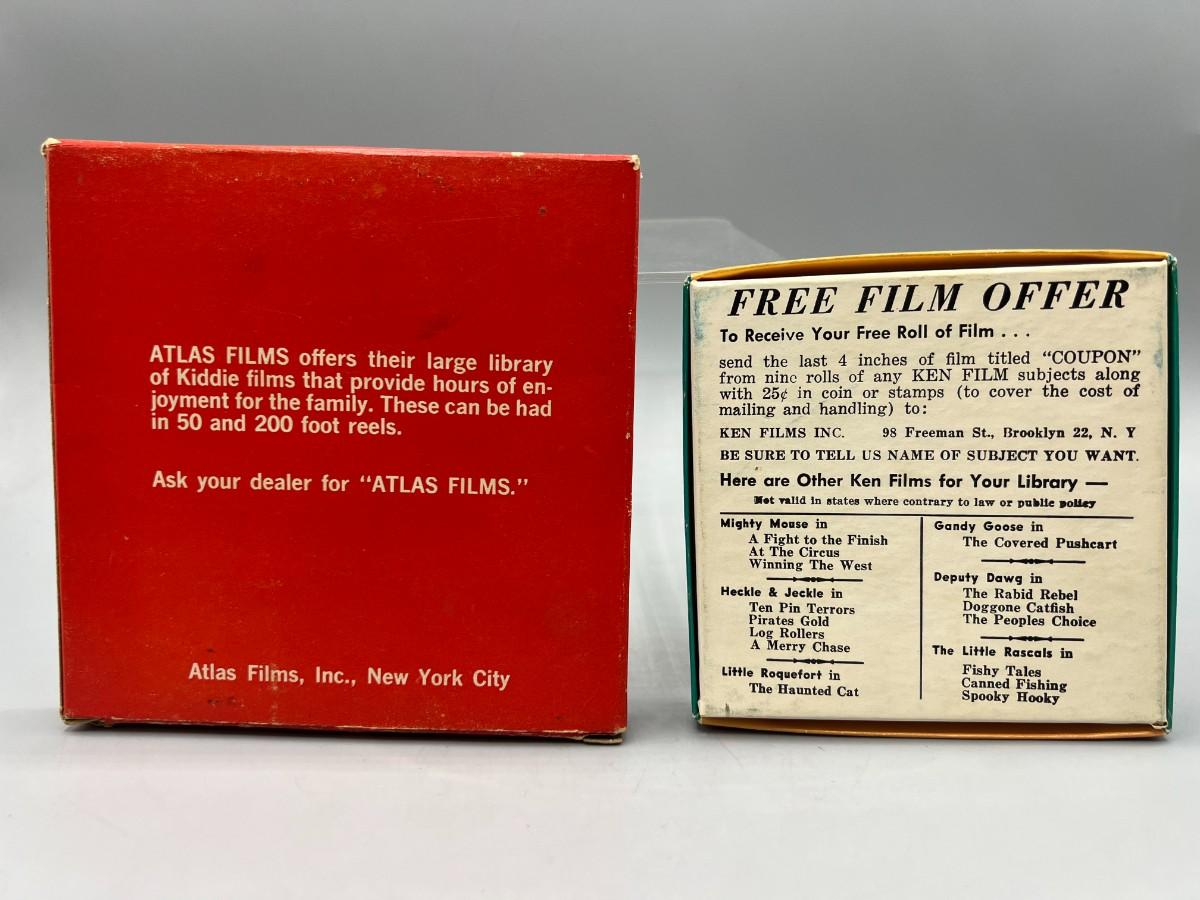 ATLAS FILMS offers their large library
of Kiddie films that provide hours of en-
joyment for the family. These can be had
in 50 and 200 foot reels.
Ask your dealer for "ATLAS FILMS."
Atlas Films, Inc., New York City
FREE FILM OFFER
To Receive Your Free Roll of Film . . .
send the last 4 inches of film titled "COUPON"
from nine rolls of any KEN FILM subjects along
with 25¢ in coin or stamps (to cover the cost of
mailing and handling) to:
KEN FILMS INC. 98 Freeman St., Brooklyn 22, N. Y
BE SURE TO TELL US NAME OF SUBJECT YOU WANT.
Here are Other Ken Films for Your Library —
Not valid in states where contrary to law or public policy
Mighty Mouse in
A Fight to the Finish
At The Circus
Winning The West
Heckle & Jeckle in
Ten Pin Terrors
Pirates Gold
Log Rollers
A Merry Chase
Little Roquefort in
The Haunted Cat
Gandy Goose in
The Covered Pushcart
Deputy Dawg in
The Rabid Rebel
Doggone Catfish
The Peoples Choice
The Little Rascals in
Fishy Tales
Canned Fishing
Spooky Hooky